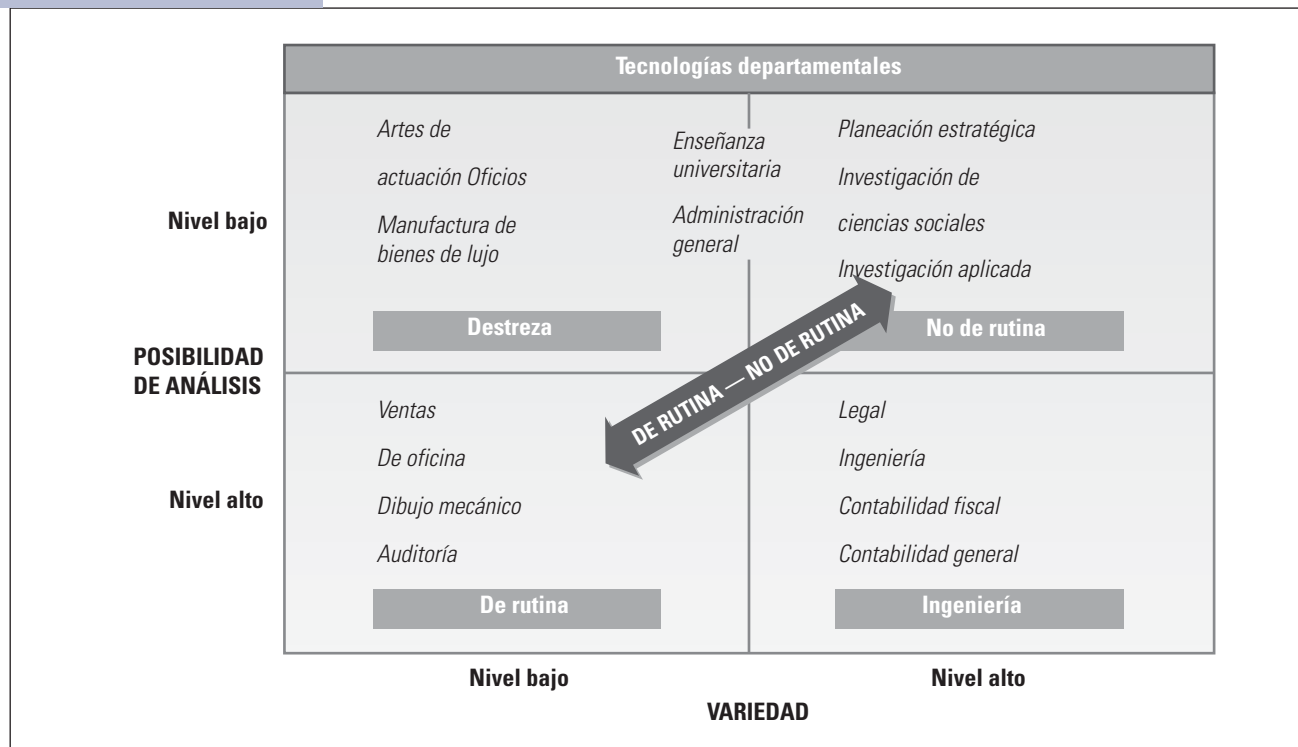 Tecnologías departamentales
Artes de
actuación Oficios
Manufactura de
bienes de lujo
Destreza
Enseñanza
universitaria
Administración
general
Planeación estratégica
Investigación de
ciencias sociales
Investigación aplicada
No de rutina
Nivel bajo
POSIBILIDAD
DE ANÁLISIS
DE RUTINA — NO DE RUTINA
Nivel alto
Ventas
De oficina
Dibujo mecánico
Auditoría
De rutina
Legal
Ingeniería
Contabilidad fiscal
Contabilidad general
Ingeniería
Nivel bajo
Nivel alto
VARIEDAD